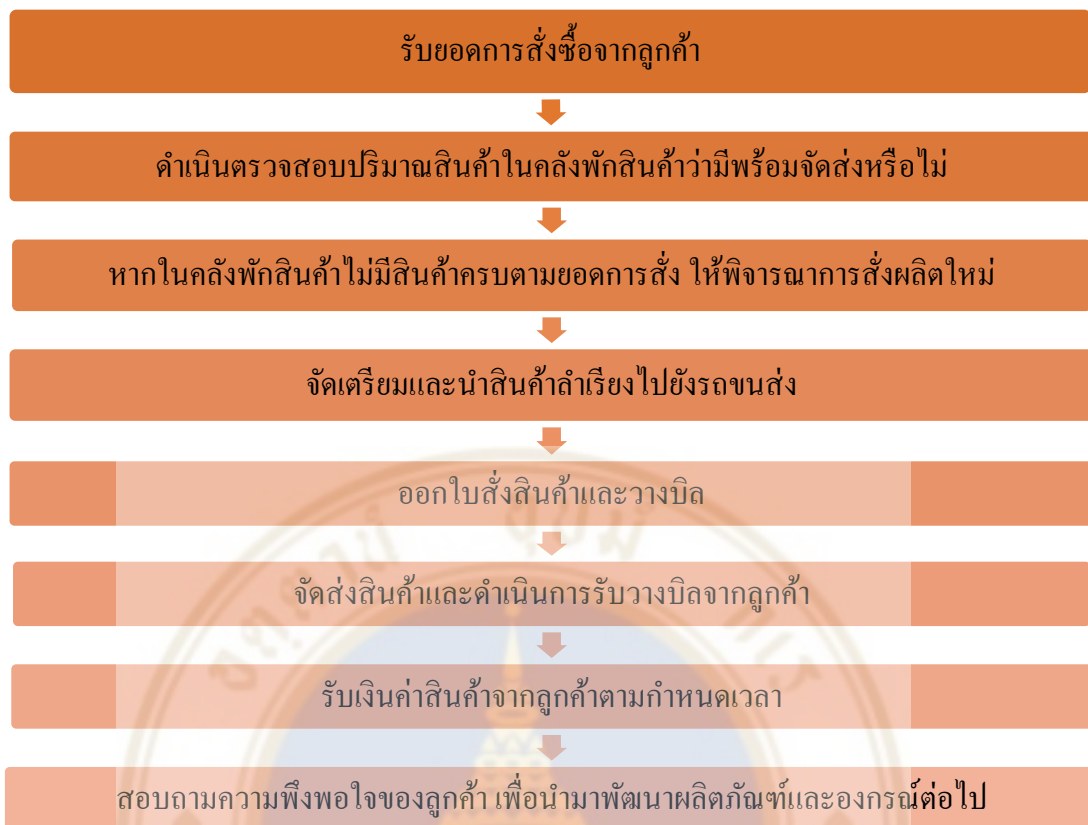 รับยอดการสั่งซื้อจากลูกค้า
ดำเนินตรวจสอบปริมาณสินค้าในคลังพักสินค้าว่ามีพร้อมจัดส่งหรือไม่
หากในคลังพักสินค้าไม่มีสินค้าครบตามยอดการสั่ง ให้พิจารณาการสั่งผลิตใหม่
จัดเตรียมและนำสินค้าลำเรียงไปยังรถขนส่ง
ออกใบสั่งสินค้าและวางบิล
จัดส่งสินค้าและดำเนินการรับวางบิลจากลูกค้า
รับเงินค่าสินค้าจากลูกค้าตามกำหนดเวลา
สอบถามความพึงพอใจของลูกค้า เพื่อนำมาพัฒนาผลิตภัณฑ์และองกรณ์ต่อไป